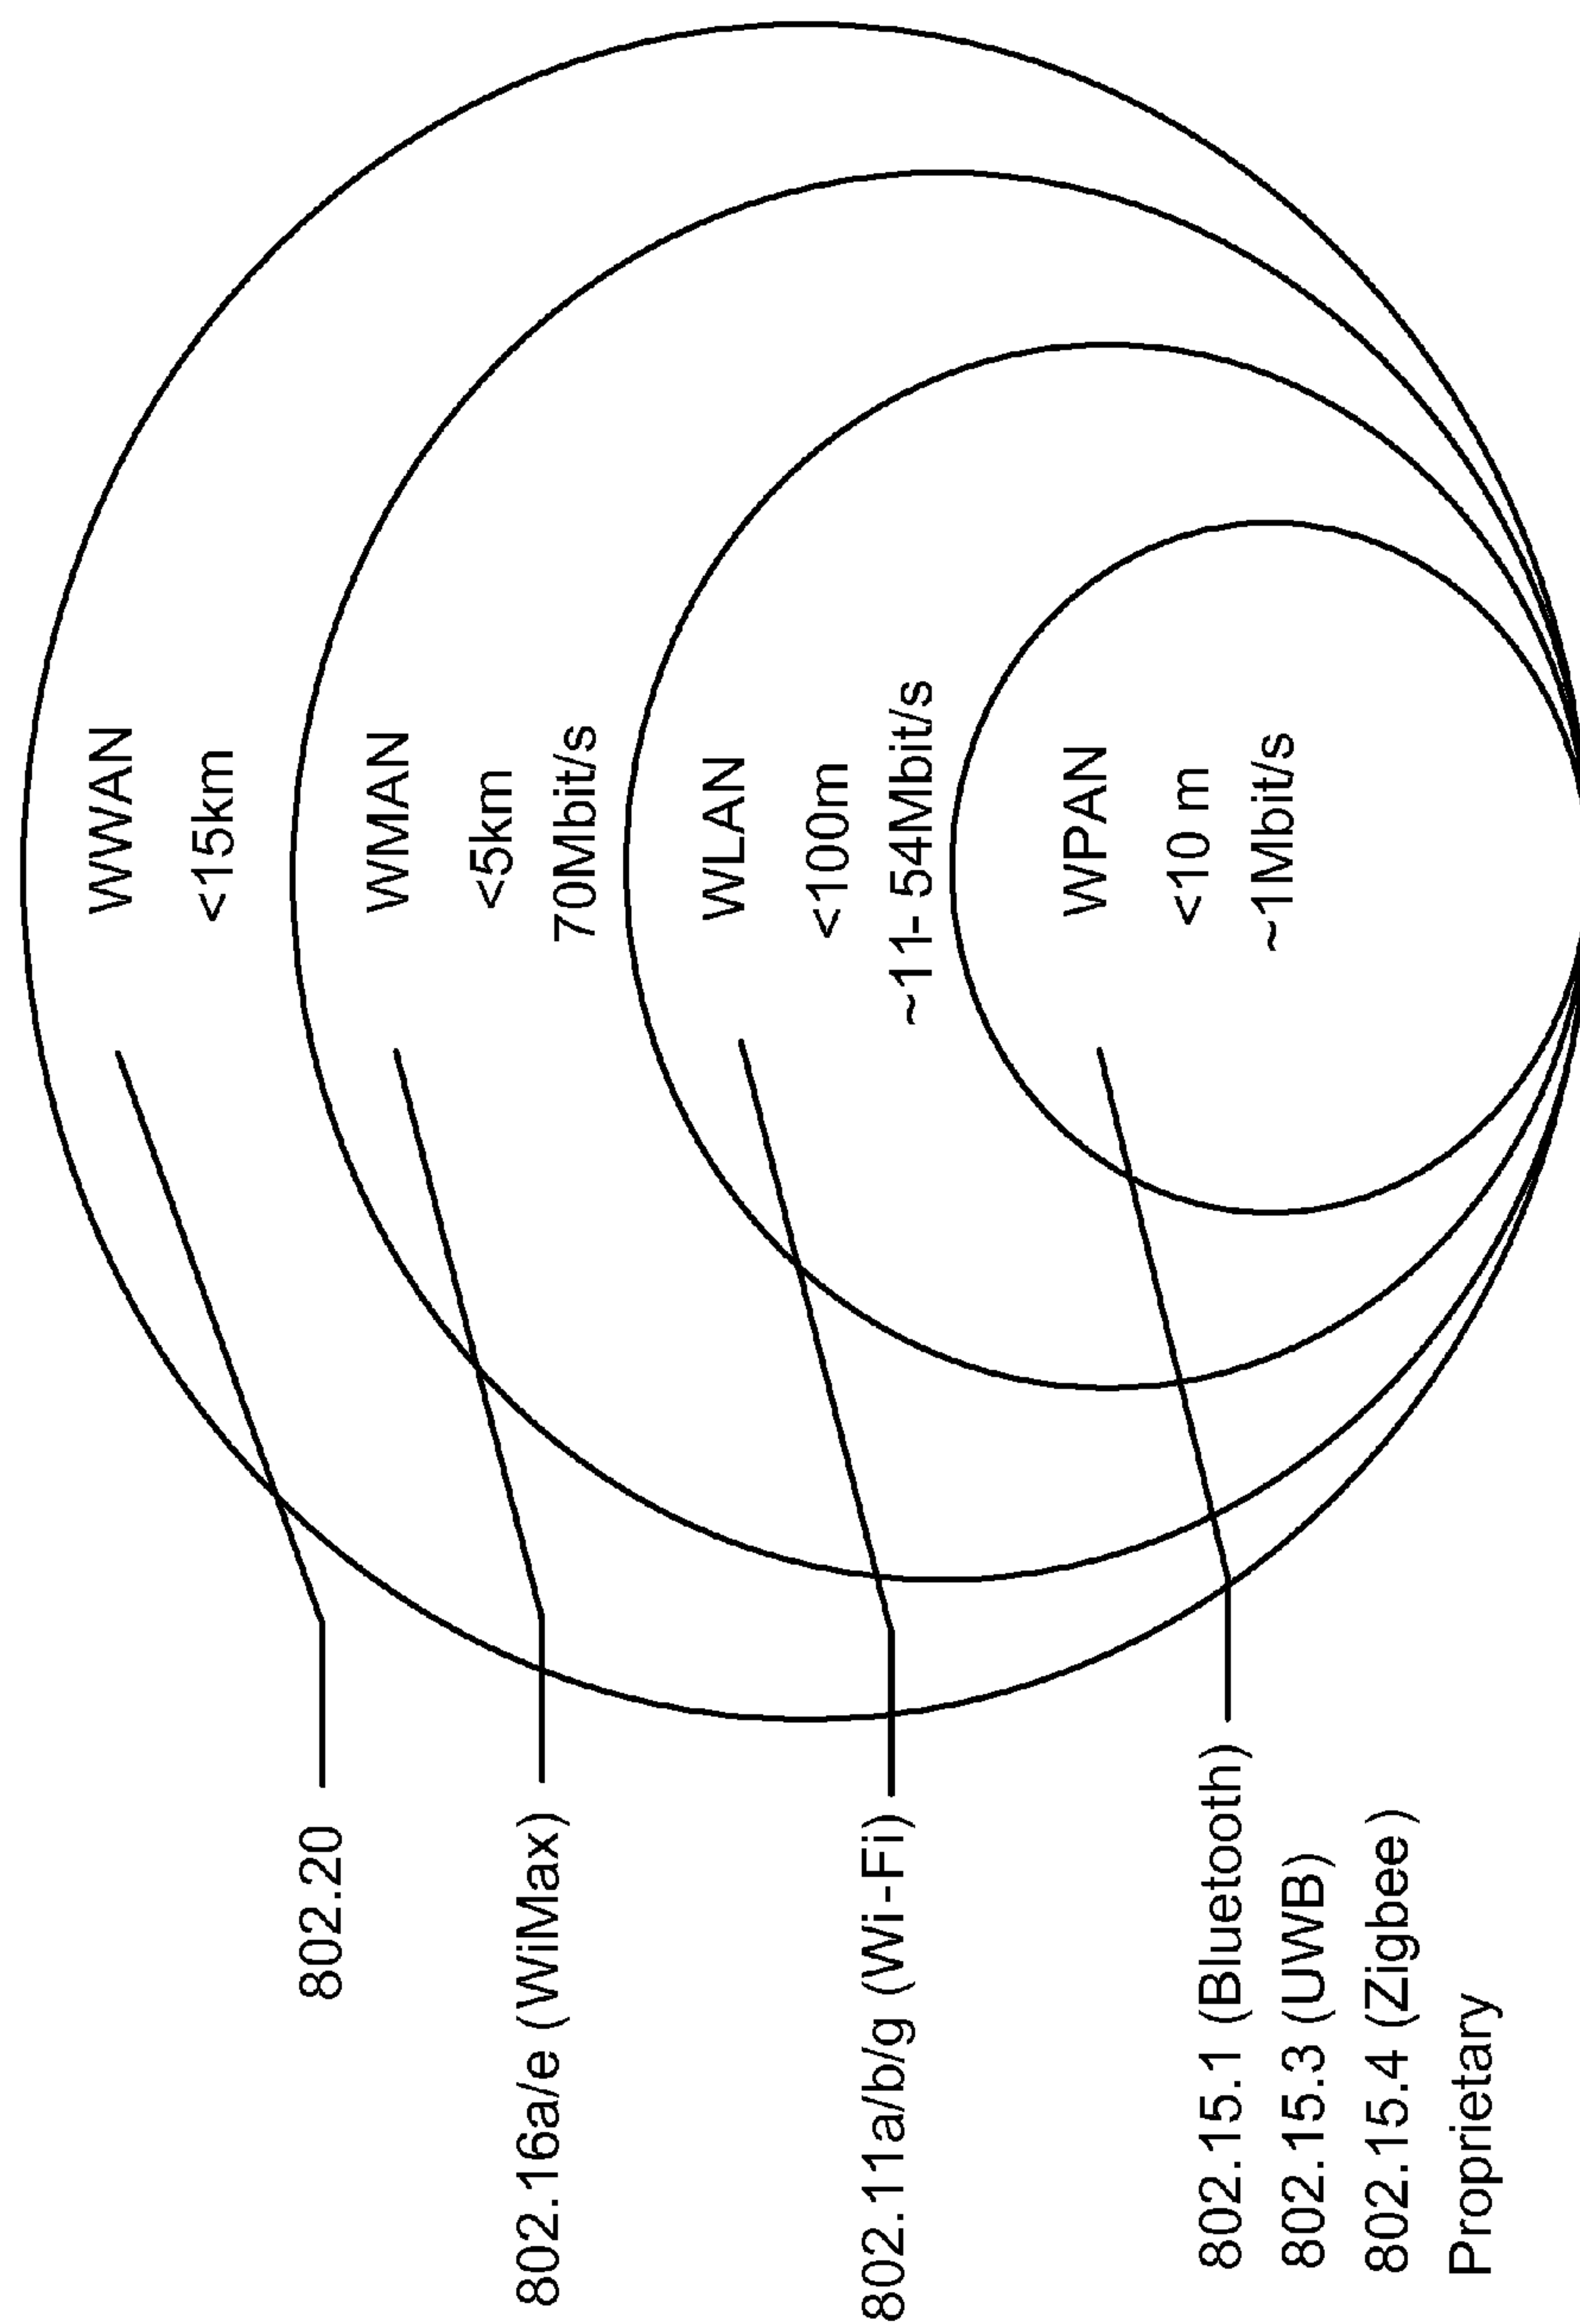 WWAN
<15km
WMAN
<5km
70Mbit/s
WLAN
<100m
~11-54Mbit/s
WPAN
<10 m
~1Mbit/s
802.20
802.16a/e (WiMax)
802.11a/b/g (Wi-Fi)
802.15.1 (Bluetooth)
802.15.3 (UWB)
802.15.4 (Zigbee)
Proprietary